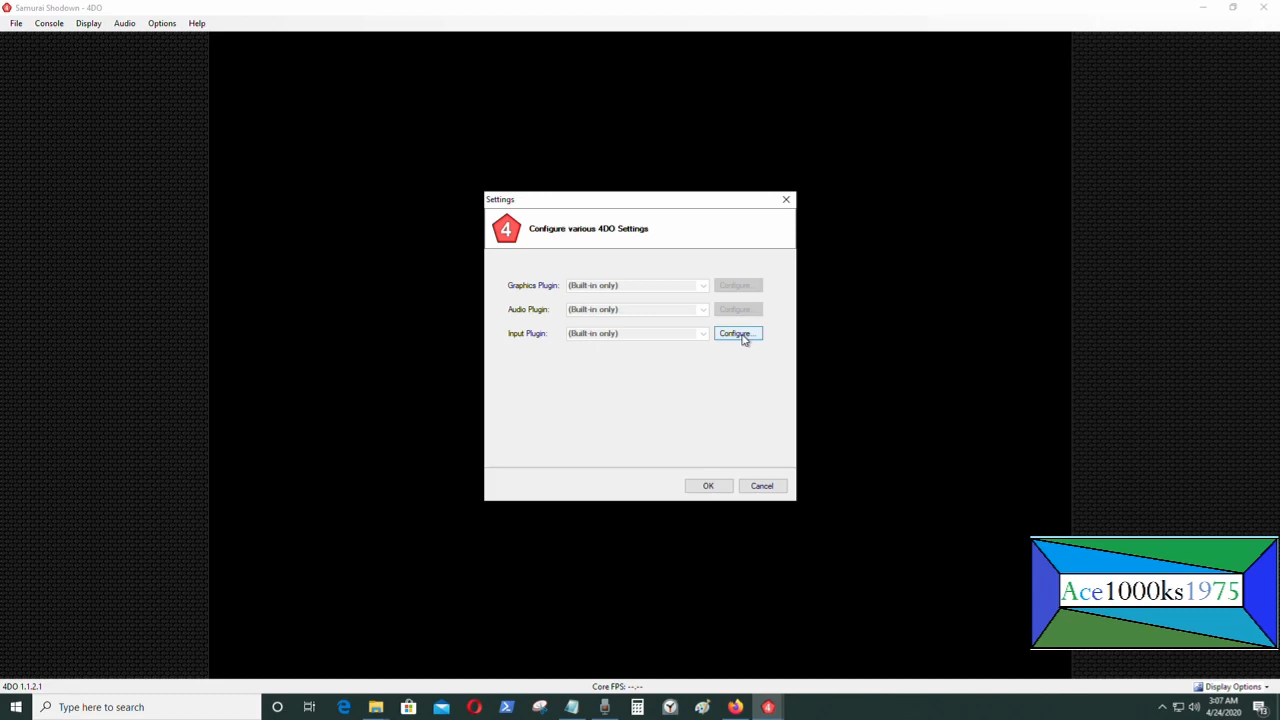 Samurai Shodown - 4DO
File Console Display Audio Options Help
Settings
4 Configure various 4DO Settings
Graphics Plugin: (Built-in only) Configure...
Audio Plugin: (Built-in only) Configure...
Input Plugin: (Built-in only) Configure...
OK Cancel
Ace1000ks1975
4DO 1.1.2.1 Core FPS: --.-- Display Options
Type here to search
3:07 AM
4/24/2020
13